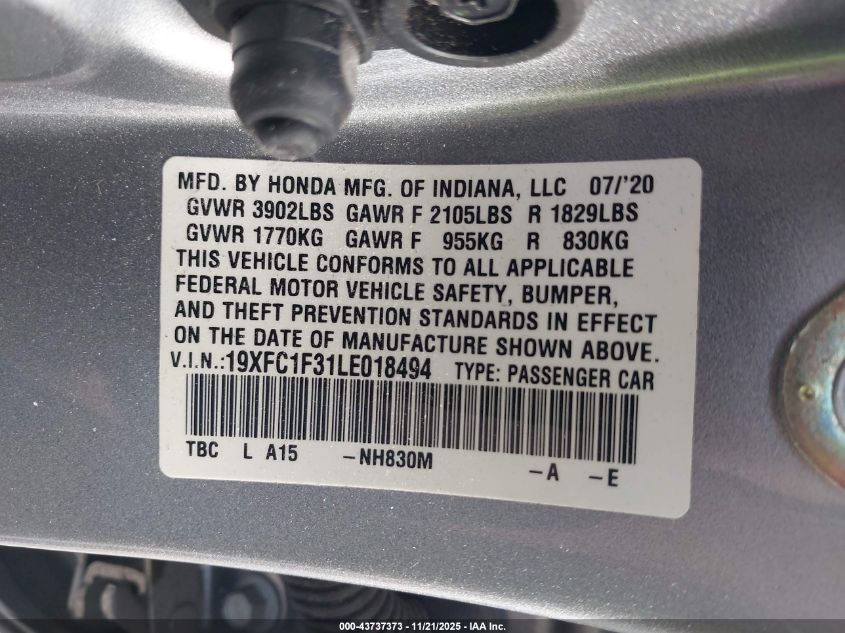 MFD. BY HONDA MFG. OF INDIANA, LLC 07/'20
GVWR 3902LBS GAWR F 2105LBS R 1829LBS
GVWR 1770KG GAWR F 955KG R 830KG
THIS VEHICLE CONFORMS TO ALL APPLICABLE
FEDERAL MOTOR VEHICLE SAFETY, BUMPER,
AND THEFT PREVENTION STANDARDS IN EFFECT
ON THE DATE OF MANUFACTURE SHOWN ABOVE.
V.I.N.:19XFC1F31LE018494 TYPE: PASSENGER CAR
TBC L A15 -NH830M -A -E
000-43737373 - 11/21/2025 - IAA Inc.